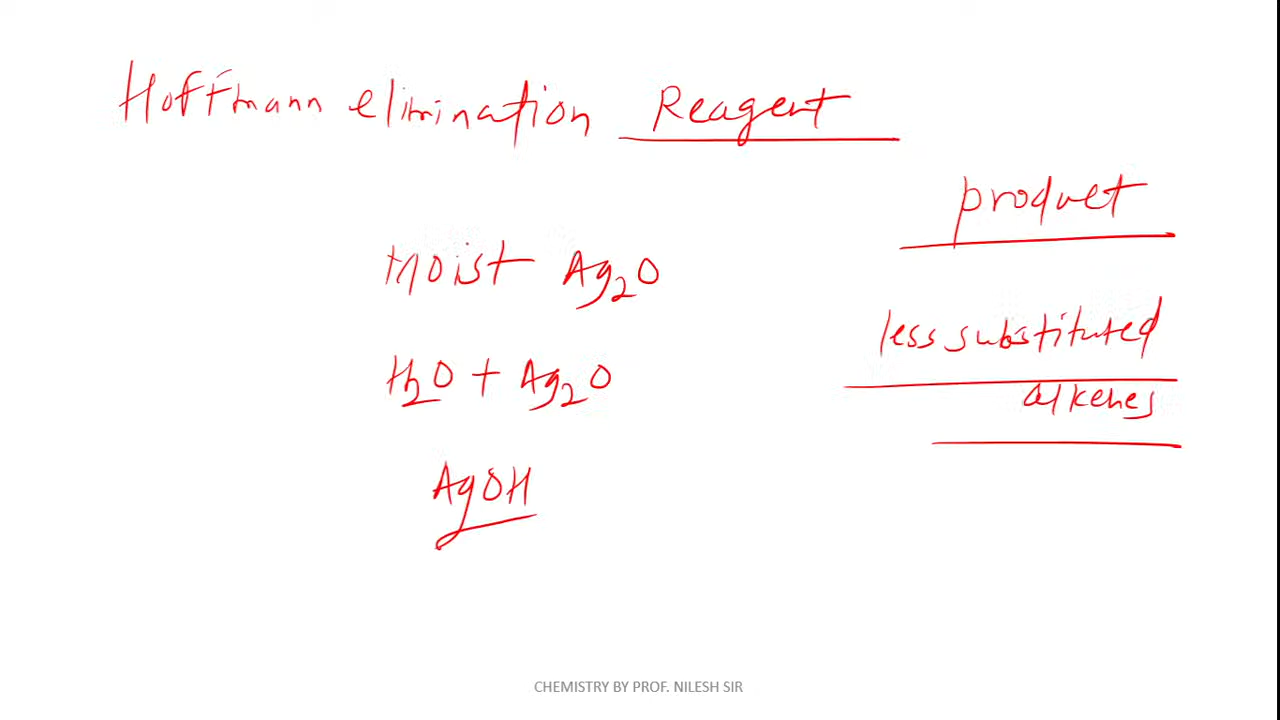 Hoffmann elimination Reagent
product
Moist Ag2O
less substituted
H2O + Ag2O
alkenes
AgOH
CHEMISTRY BY PROF. NILESH SIR